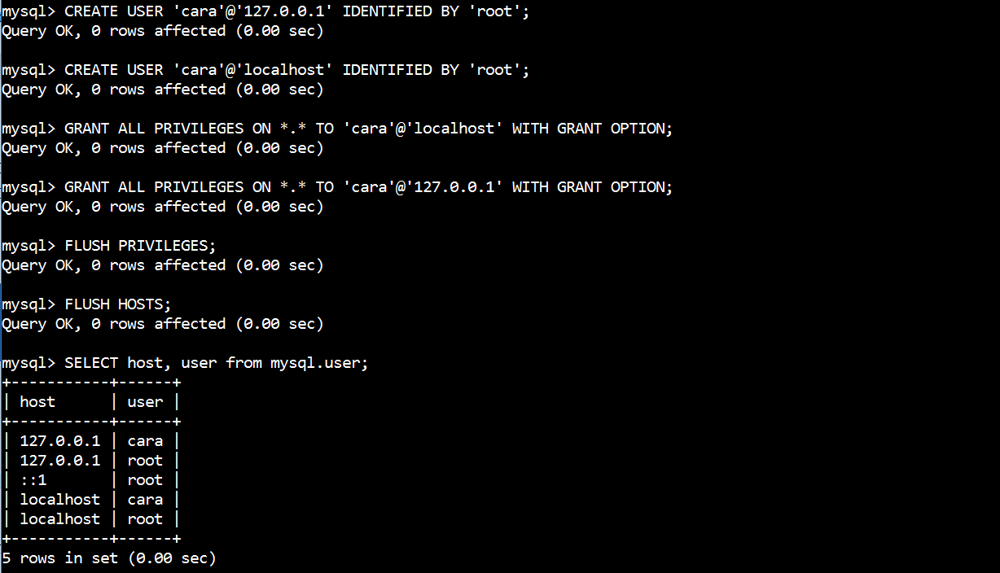 mysql> CREATE USER 'cara'@'127.0.0.1' IDENTIFIED BY 'root';
Query OK, 0 rows affected (0.00 sec)
mysql> CREATE USER 'cara'@'localhost' IDENTIFIED BY 'root';
Query OK, 0 rows affected (0.00 sec)
mysql> GRANT ALL PRIVILEGES ON *.* TO 'cara'@'localhost' WITH GRANT OPTION;
Query OK, 0 rows affected (0.00 sec)
mysql> GRANT ALL PRIVILEGES ON *.* TO 'cara'@'127.0.0.1' WITH GRANT OPTION;
Query OK, 0 rows affected (0.00 sec)
mysql> FLUSH PRIVILEGES;
Query OK, 0 rows affected (0.00 sec)
mysql> FLUSH HOSTS;
Query OK, 0 rows affected (0.00 sec)
mysql> SELECT host, user from mysql.user;
+-----------+------+
| host      | user |
+-----------+------+
| 127.0.0.1 | cara |
| 127.0.0.1 | root |
| ::1       | root |
| localhost | cara |
| localhost | root |
+-----------+------+
5 rows in set (0.00 sec)